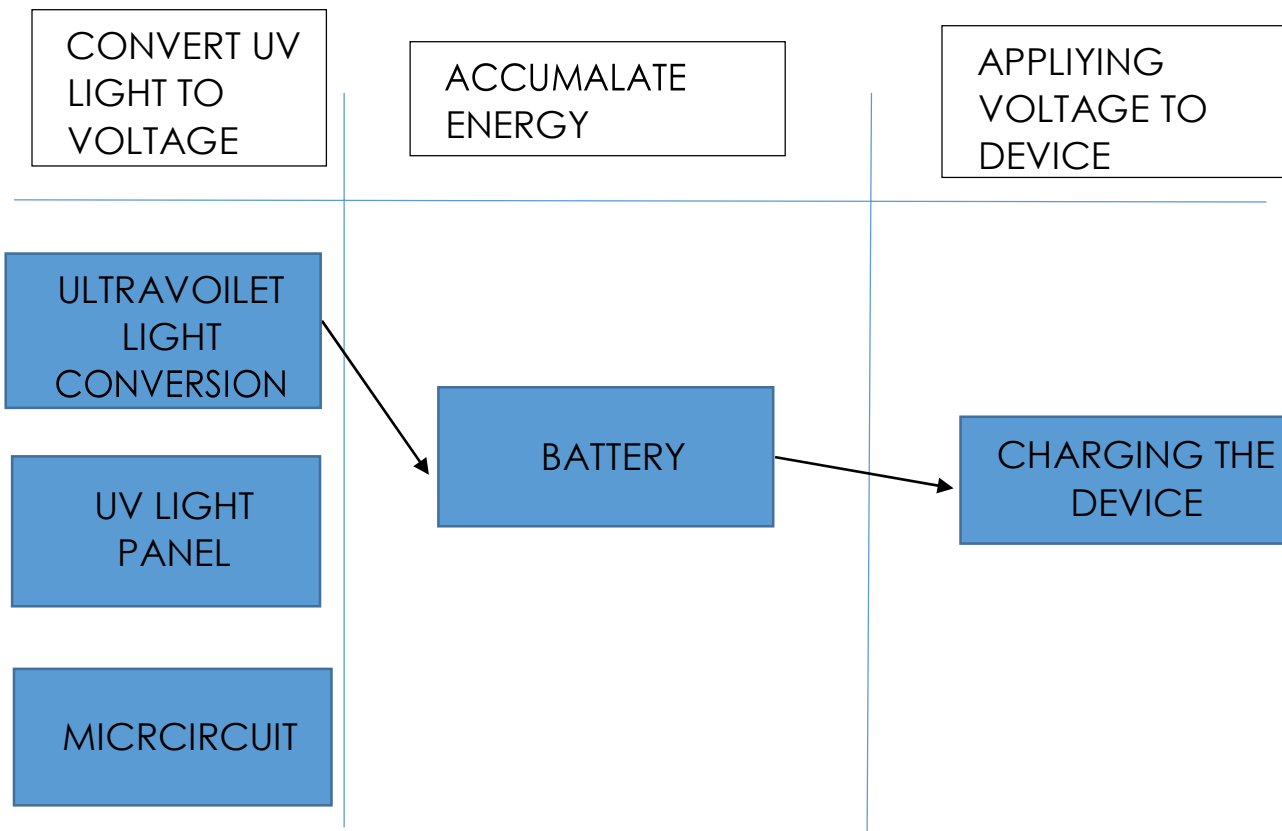 CONVERT UV
LIGHT TO
VOLTAGE
ACCUMALATE
ENERGY
APPLIYING
VOLTAGE TO
DEVICE
ULTRAVOILET
LIGHT
CONVERSION
UV LIGHT
PANEL
MICRCIRCUIT
BATTERY
CHARGING THE
DEVICE